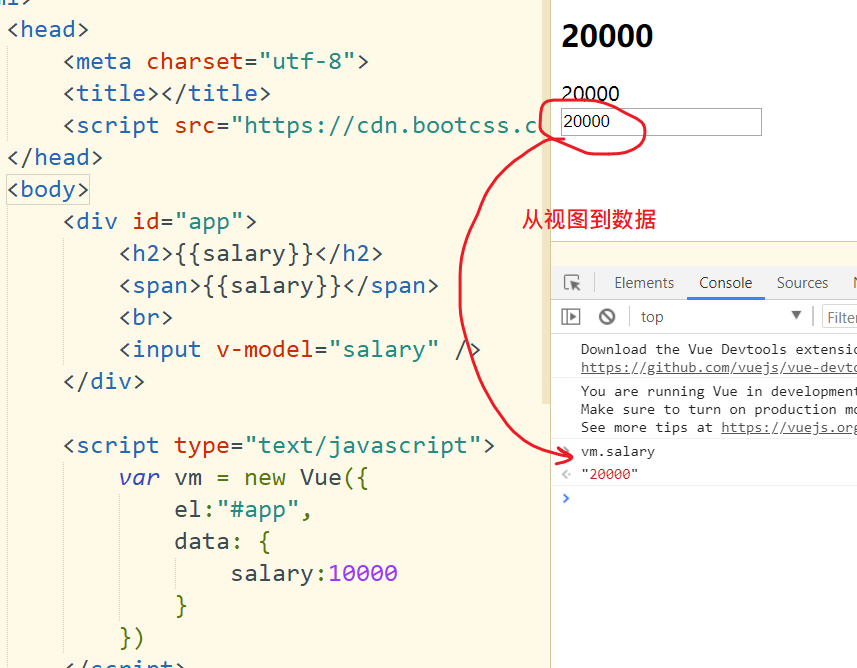 <head>
<meta charset="utf-8">
<title></title>
<script src="https://cdn.bootcss.c
</head>
<body>
<div id="app">
<h2>{{salary}}</h2>
<span>{{salary}}</span>
<br>
<input v-model="salary" />
</div>
<script type="text/javascript">
var vm = new Vue({
el:"#app",
data: {
salary:10000
}
})
</script>
20000
20000
20000
从视图到数据
Elements Console Sources
top Filter
Download the Vue Devtools extensio
https://github.com/vuejs/vue-devto
You are running Vue in development
Make sure to turn on production mo
See more tips at https://vuejs.org
vm.salary
"20000"